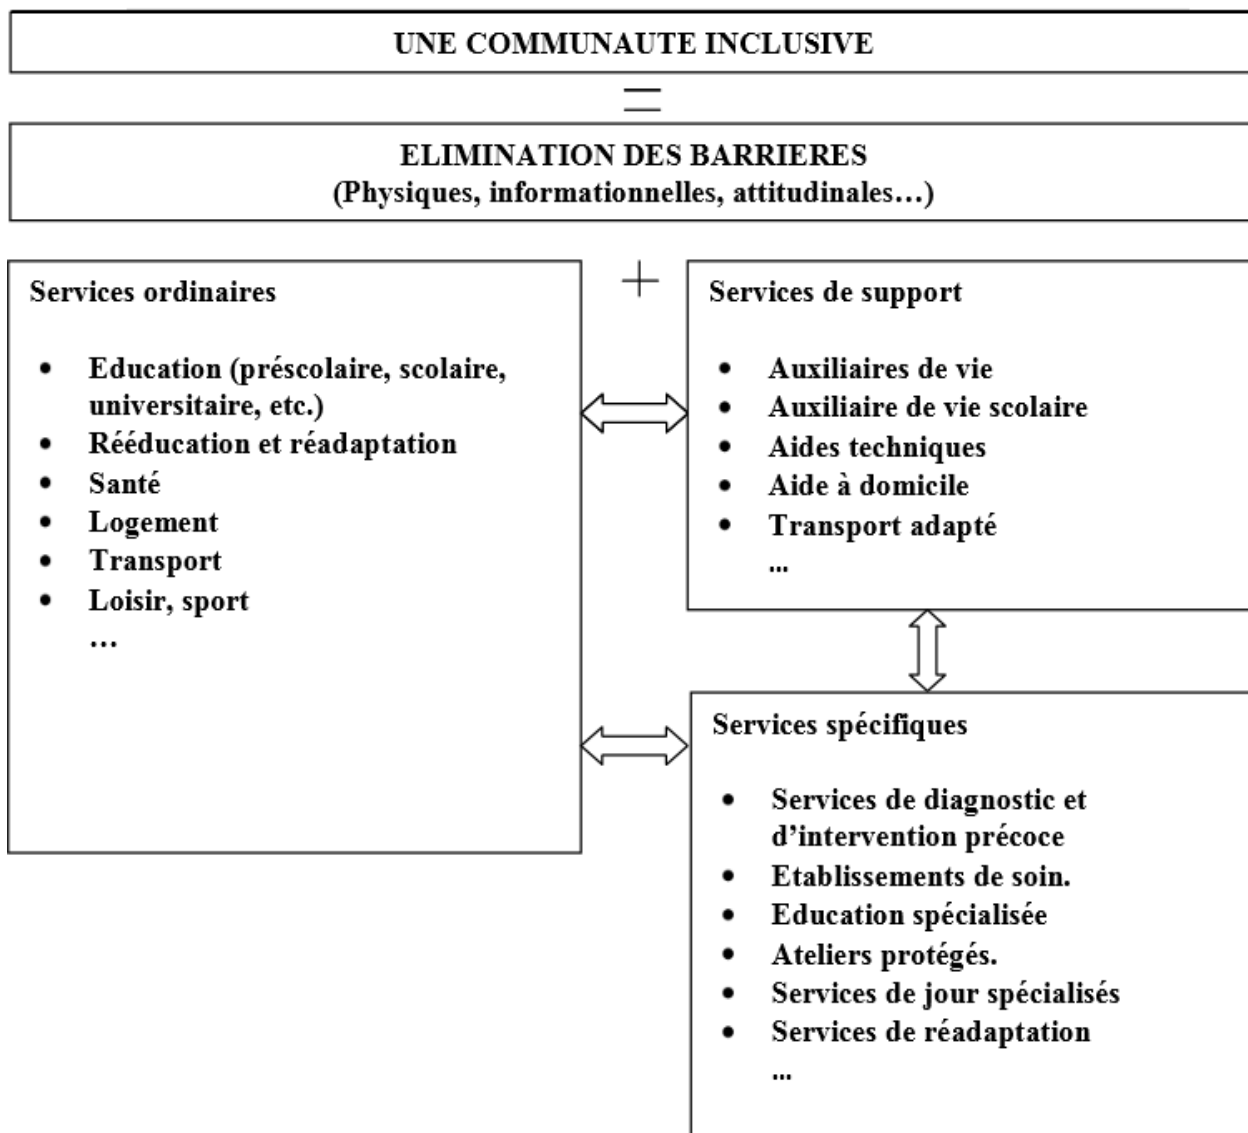 UNE COMMUNAUTE INCLUSIVE
=
ELIMINATION DES BARRIERES
(Physiques, informationnelles, attitudinales…)
+
Services ordinaires
• Education (préscolaire, scolaire,
universitaire, etc.)
• Rééducation et réadaptation
• Santé
• Logement
• Transport
• Loisir, sport
…
Services de support
• Auxiliaires de vie
• Auxiliaire de vie scolaire
• Aides techniques
• Aide à domicile
• Transport adapté
...
Services spécifiques
• Services de diagnostic et
d’intervention précoce
• Etablissements de soin.
• Education spécialisée
• Ateliers protégés.
• Services de jour spécialisés
• Services de réadaptation
...